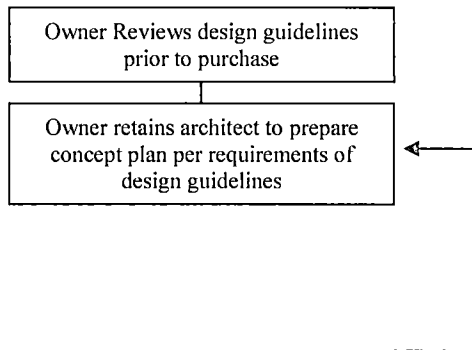 Owner Reviews design guidelines
prior to purchase
Owner retains architect to prepare
concept plan per requirements of
design guidelines